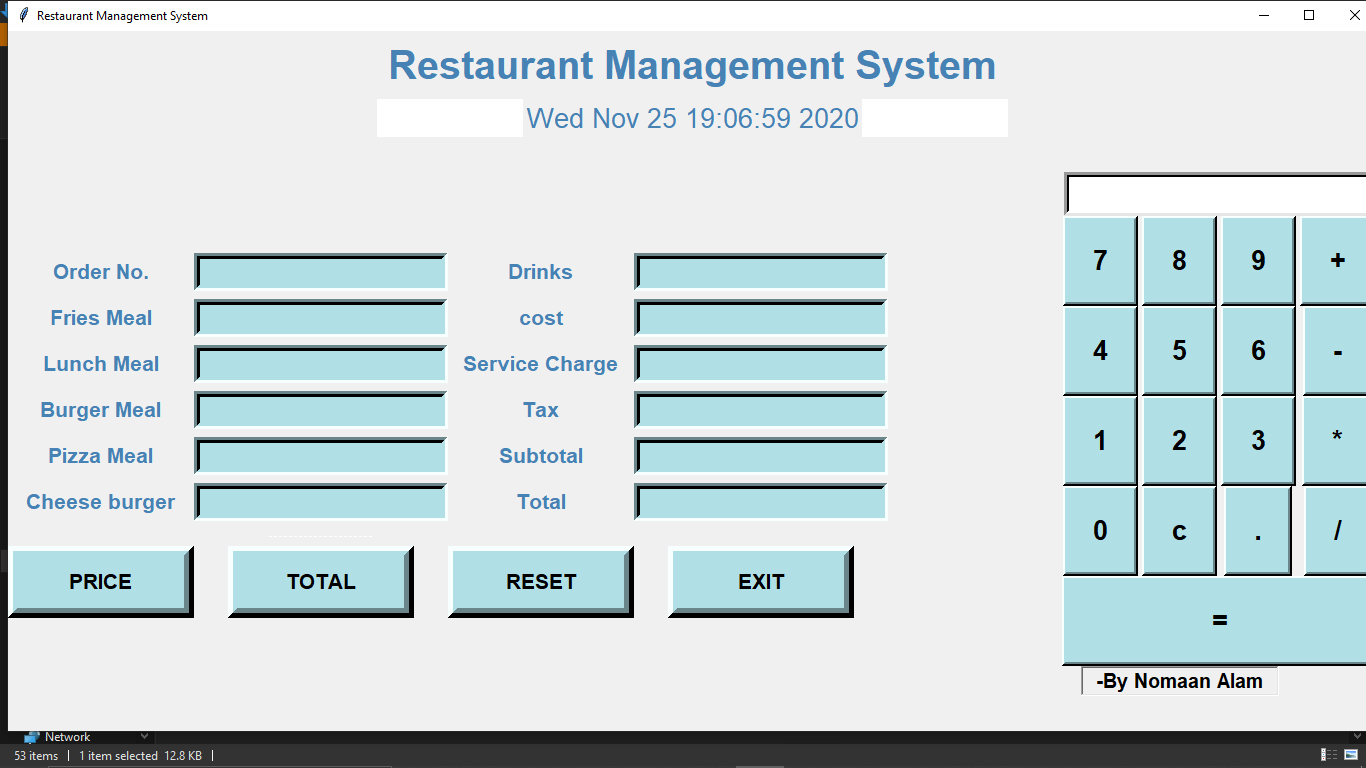 Restaurant Management System
Restaurant Management System
Wed Nov 25 19:06:59 2020
Order No.
Drinks
Fries Meal
cost
Lunch Meal
Service Charge
Burger Meal
Tax
Pizza Meal
Subtotal
Cheese burger
Total
PRICE TOTAL RESET EXIT
7 8 9 +
4 5 6 -
1 2 3 *
0 c . /
=
-By Nomaan Alam
Network
53 items 1 item selected 12.8 KB